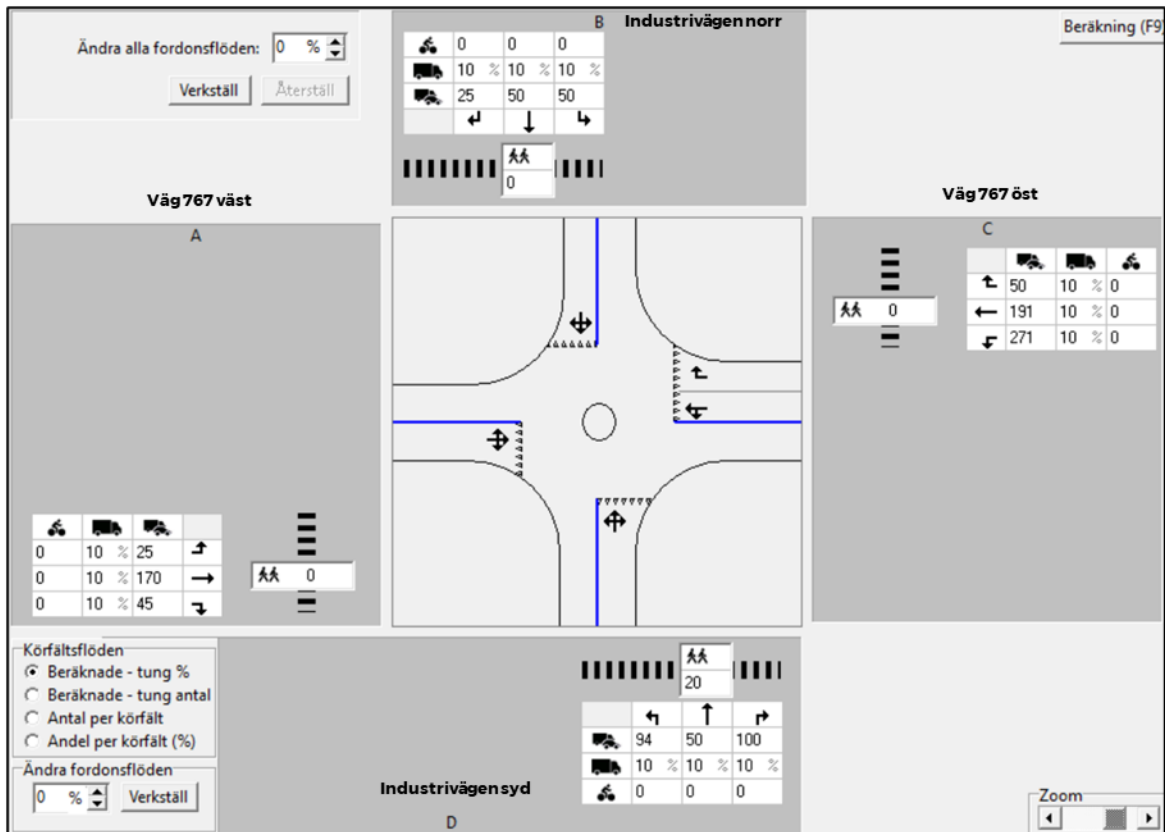 B Industrivägen norr
Beräkning (F9)
Ändra alla fordonsflöden: 0 %
Verkställ Återställ
0 0 0
10 % 10 % 10 %
25 50 50
0
Väg 767 väst
Väg 767 öst
A
C
50 10 % 0
0 191 10 % 0
271 10 % 0
0 10 % 25
0 10 % 170 0
0 10 % 45
Körfältsflöden
Beräknade - tung %
Beräknade - tung antal
Antal per körfält
Andel per körfält (%)
20
94 50 100
10 % 10 % 10 %
0 0 0
Ändra fordonsflöden
0 % Verkställ
Industrivägen syd
D
Zoom